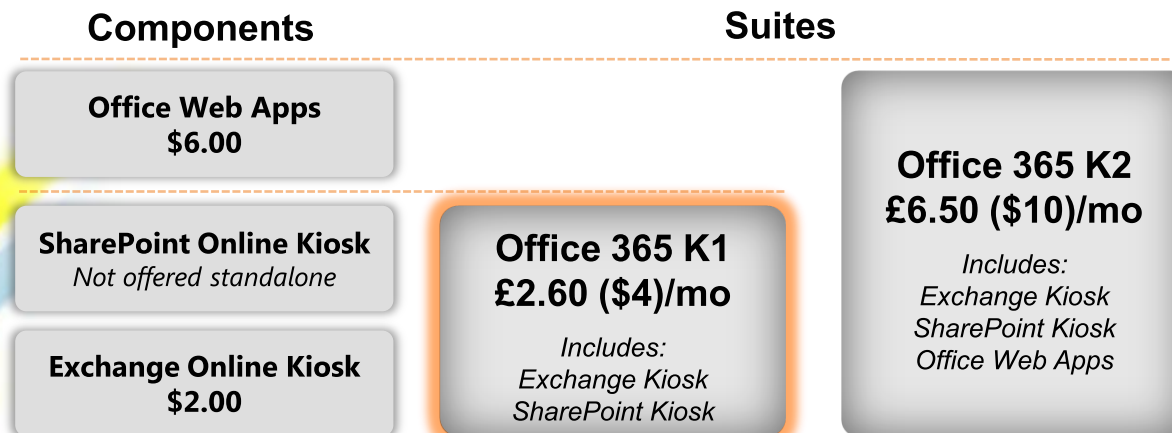 Components
Suites
Office Web Apps
$6.00
SharePoint Online Kiosk
Not offered standalone
Exchange Online Kiosk
$2.00
Office 365 K1
£2.60 ($4)/mo
Includes:
Exchange Kiosk
SharePoint Kiosk
Office 365 K2
£6.50 ($10)/mo
Includes:
Exchange Kiosk
SharePoint Kiosk
Office Web Apps